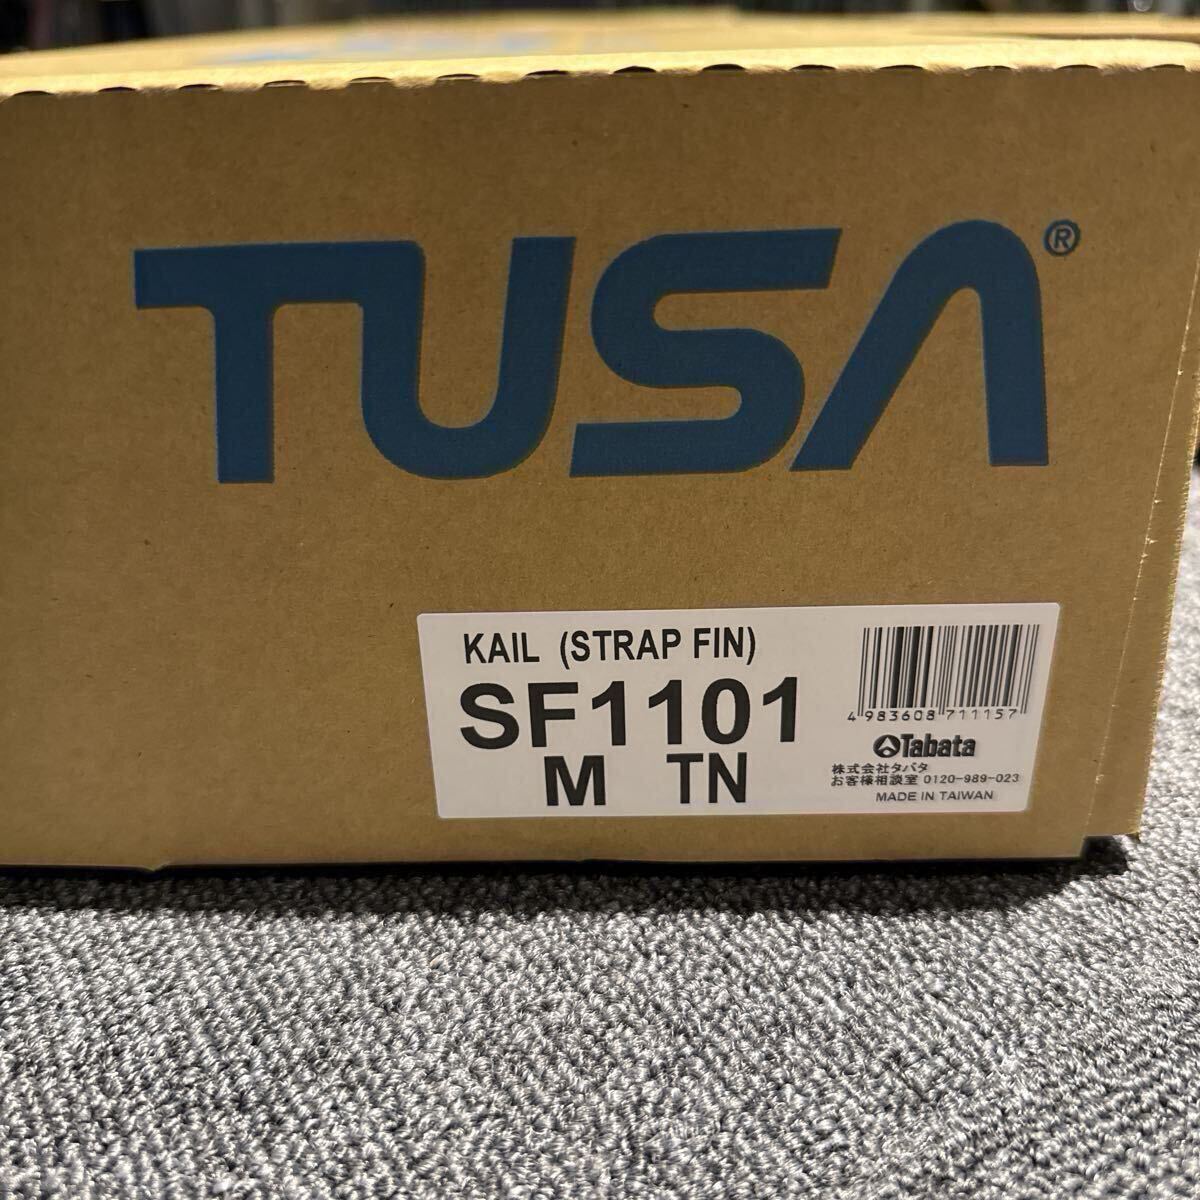 TUSA®
KAIL (STRAP FIN)
SF1101
M TN
4 983608 711157
Tabata
株式会社タバタ
お客様相談室 0120-989-023
MADE IN TAIWAN